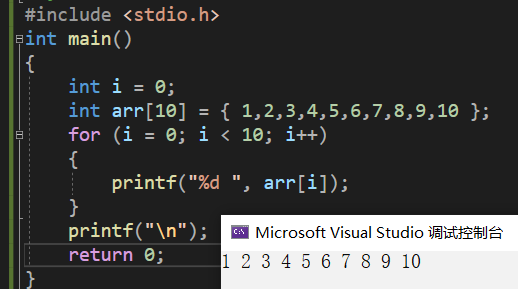 #include <stdio.h>
int main()
{
    int i = 0;
    int arr[10] = { 1,2,3,4,5,6,7,8,9,10 };
    for (i = 0; i < 10; i++)
    {
        printf("%d ", arr[i]);
    }
    printf("\n");
    return 0;
}
Microsoft Visual Studio 调试控制台
1 2 3 4 5 6 7 8 9 10